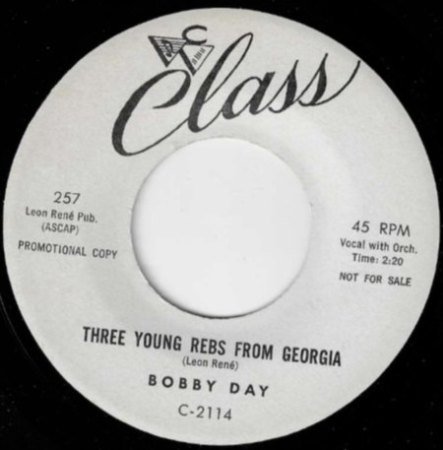 C
Class
257
Leon René Pub.
(ASCAP)
PROMOTIONAL COPY
45 RPM
Vocal with Orch.
Time: 2:20
NOT FOR SALE
THREE YOUNG REBS FROM GEORGIA
(Leon René)
BOBBY DAY
C-2114